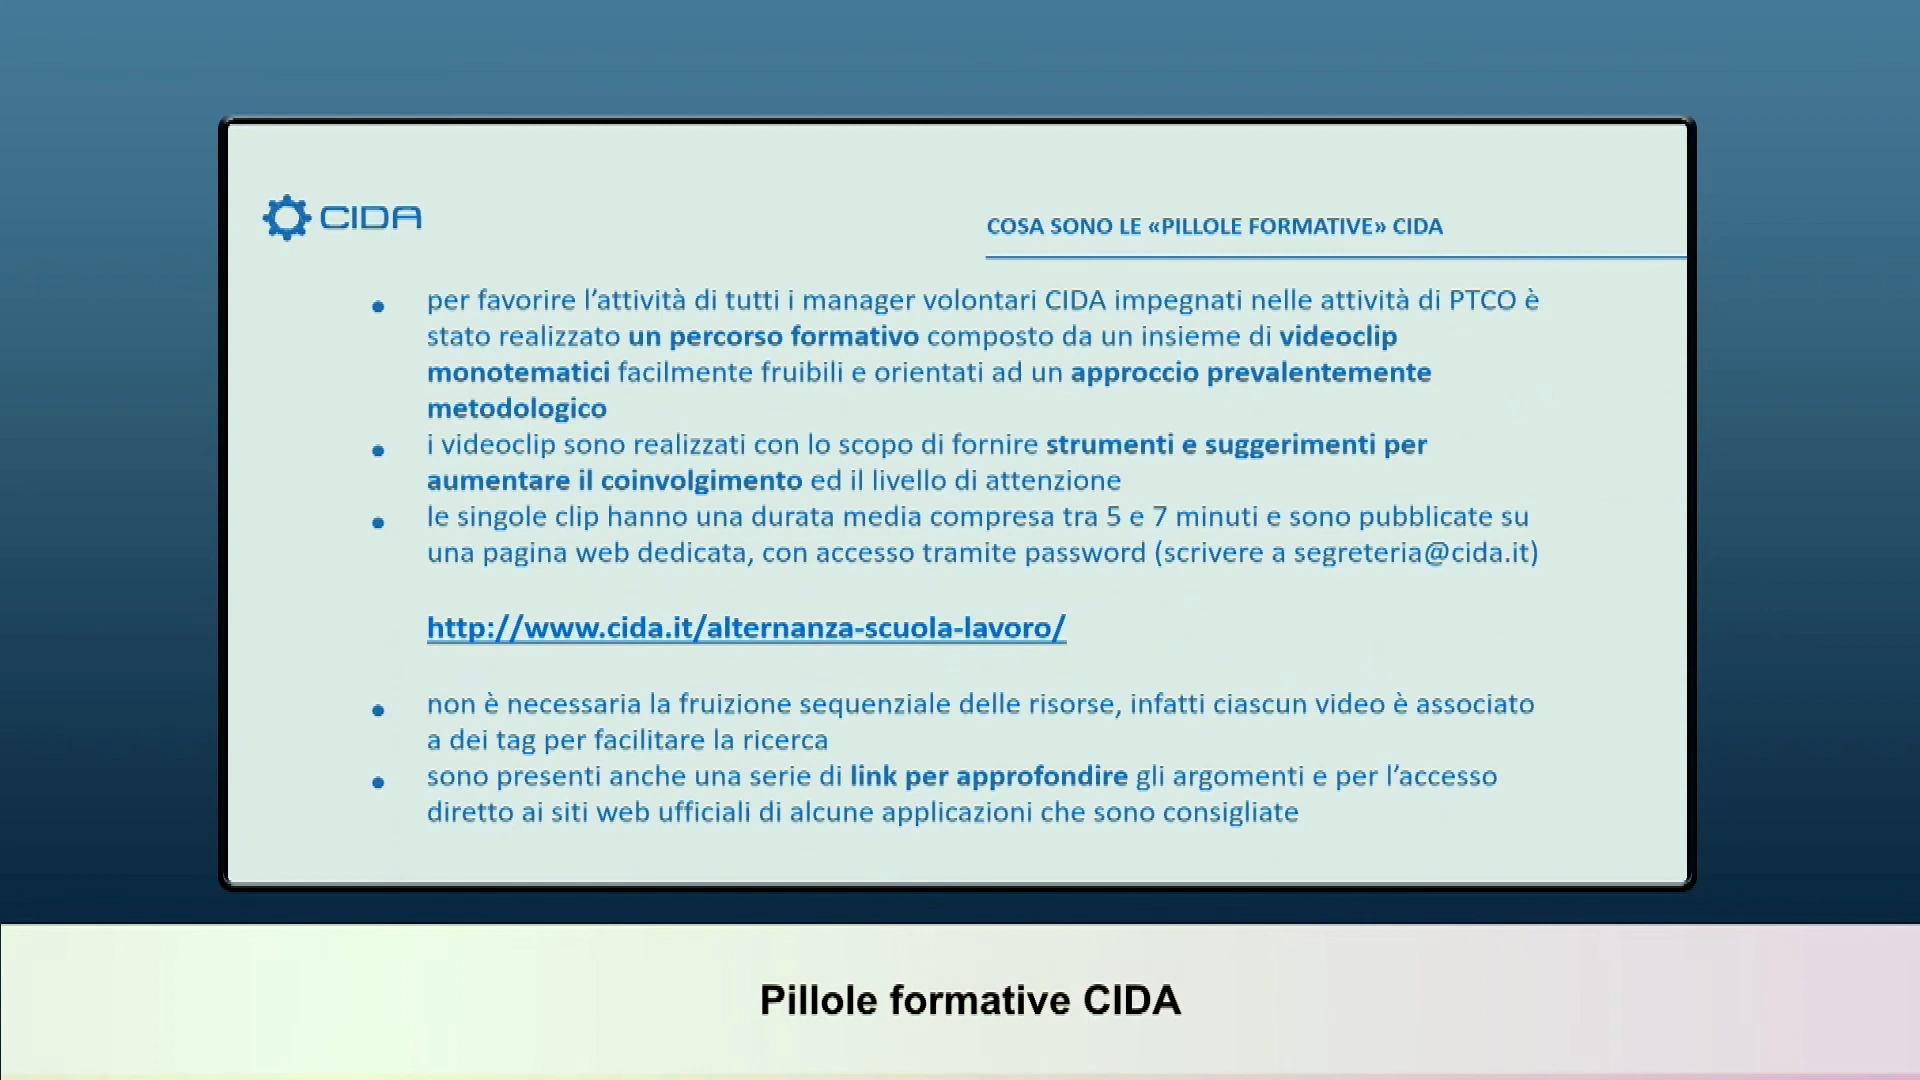 CIDA
COSA SONO LE «PILLOLE FORMATIVE» CIDA
• per favorire l’attività di tutti i manager volontari CIDA impegnati nelle attività di PTCO è
stato realizzato un percorso formativo composto da un insieme di videoclip
monotematici facilmente fruibili e orientati ad un approccio prevalentemente
metodologico
• i videoclip sono realizzati con lo scopo di fornire strumenti e suggerimenti per
aumentare il coinvolgimento ed il livello di attenzione
• le singole clip hanno una durata media compresa tra 5 e 7 minuti e sono pubblicate su
una pagina web dedicata, con accesso tramite password (scrivere a segreteria@cida.it)
http://www.cida.it/alternanza-scuola-lavoro/
• non è necessaria la fruizione sequenziale delle risorse, infatti ciascun video è associato
a dei tag per facilitare la ricerca
• sono presenti anche una serie di link per approfondire gli argomenti e per l’accesso
diretto ai siti web ufficiali di alcune applicazioni che sono consigliate
Pillole formative CIDA